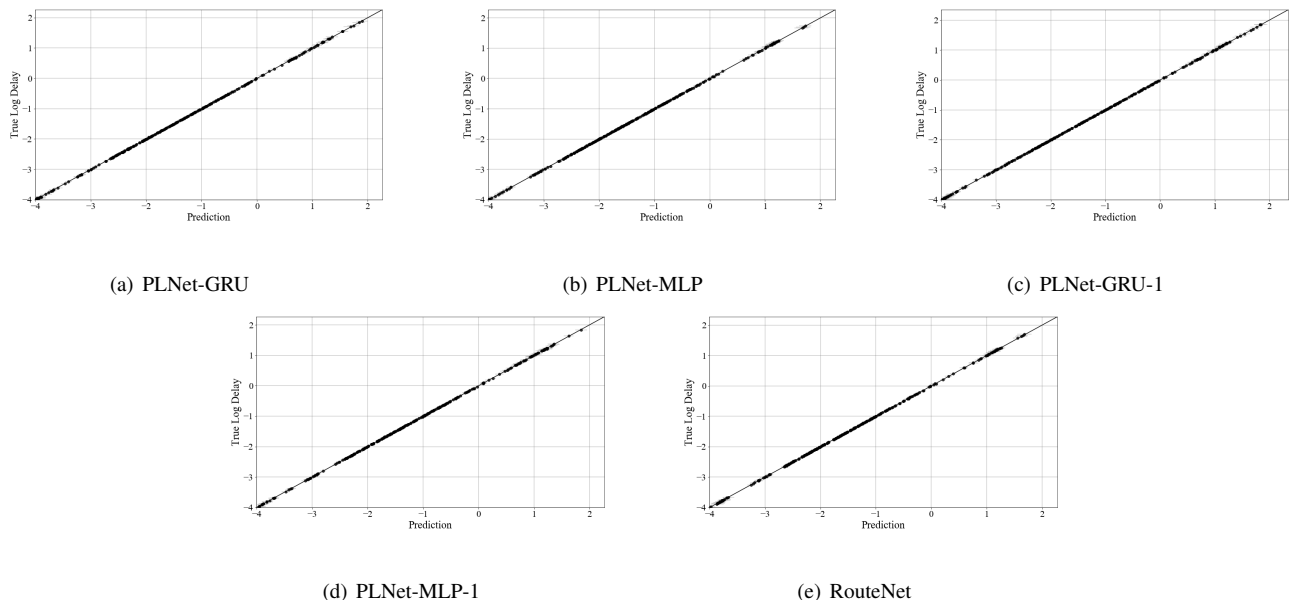 2
1
0
−1
−2
−3
−4
True Log Delay
−4 −3 −2 −1 0 1 2
Prediction
(a) PLNet-GRU
2
1
0
−1
−2
−3
−4
True Log Delay
−4 −3 −2 −1 0 1 2
Prediction
(b) PLNet-MLP
2
1
0
−1
−2
−3
−4
True Log Delay
−4 −3 −2 −1 0 1 2
Prediction
(c) PLNet-GRU-1
2
1
0
−1
−2
−3
−4
True Log Delay
−4 −3 −2 −1 0 1 2
Prediction
(d) PLNet-MLP-1
2
1
0
−1
−2
−3
−4
True Log Delay
−4 −3 −2 −1 0 1 2
Prediction
(e) RouteNet